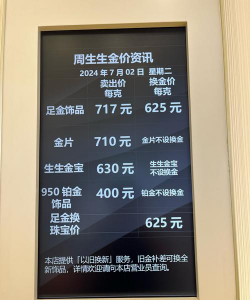 周生生金价资讯
2024 年 7 月 02 日 星期二
卖出价 换金价
每克 每克
足金饰品 717 元 625 元
金片 710 元 金片不设换金
生生金宝 630 元 生生金宝
不设换金
950 铂金 400 元 铂金不设换金
饰品
足金换 625 元
珠宝价
本店提供「以旧换新」服务，旧金补差可换全
新饰品，详情欢迎请向本店营业员查询。